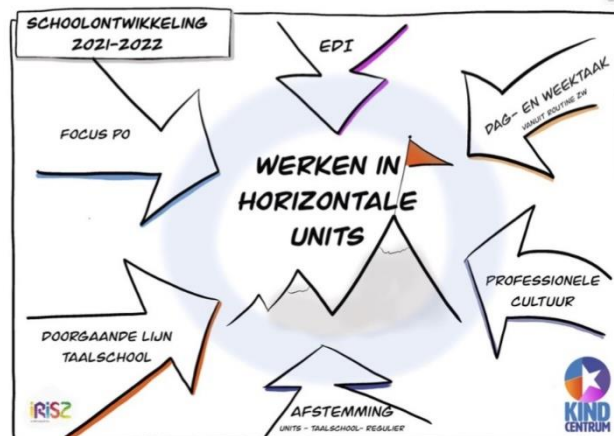 SCHOOLONTWIKKELING
2021-2022
EDI
DAG- EN WEEKTAAK
VANUIT ROUTINE ZW
FOCUS PO
WERKEN IN
HORIZONTALE
UNITS
PROFESSIONELE
CULTUUR
DOORGAANDE LIJN
TAALSCHOOL
AFSTEMMING
UNITS - TAALSCHOOL- REGULIER
iRiSZ
KIND
CENTRUM